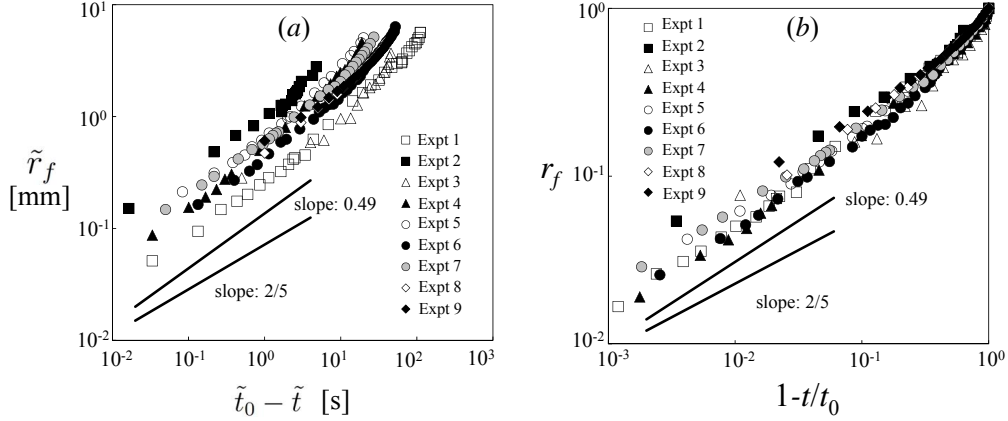 (a)
10^1
10^0
10^-1
10^-2
r̃_f
[mm]
Expt 1
Expt 2
Expt 3
Expt 4
Expt 5
Expt 6
Expt 7
Expt 8
Expt 9
slope: 0.49
slope: 2/5
10^-2 10^-1 10^0 10^1 10^2 10^3
t̃_0 − t̃ [s]
(b)
10^0
10^-1
10^-2
r_f
Expt 1
Expt 2
Expt 3
Expt 4
Expt 5
Expt 6
Expt 7
Expt 8
Expt 9
slope: 0.49
slope: 2/5
10^-3 10^-2 10^-1 10^0
1-t/t_0